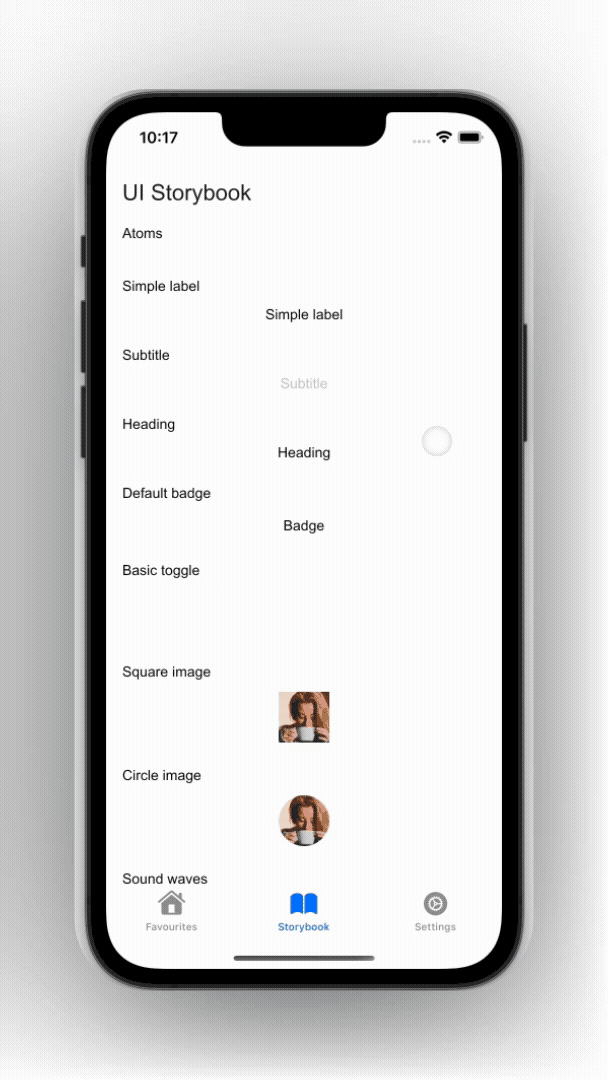 10:17
UI Storybook
Atoms
Simple label
Simple label
Subtitle
Subtitle
Heading
Heading
Default badge
Badge
Basic toggle
Square image
Circle image
Sound waves
Favourites Storybook Settings